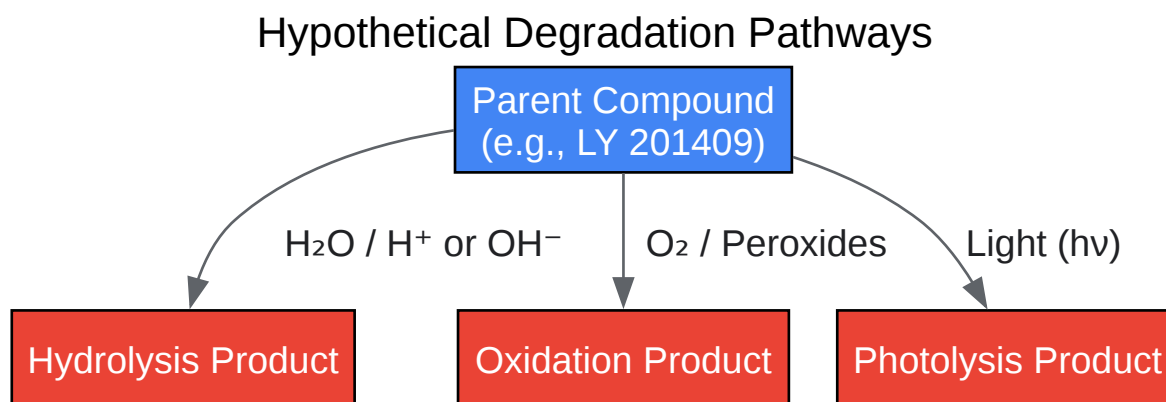 Hypothetical Degradation Pathways
Parent Compound
(e.g., LY 201409)
H₂O / H⁺ or OH⁻
O₂ / Peroxides
Light (hν)
Hydrolysis Product
Oxidation Product
Photolysis Product